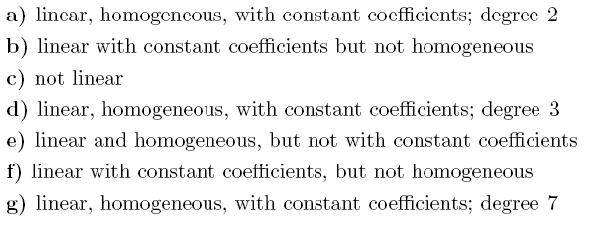 a) linear, homogeneous, with constant coefficients; degree 2
b) linear with constant coefficients but not homogeneous
c) not linear
d) linear, homogeneous, with constant coefficients; degree 3
e) linear and homogeneous, but not with constant coefficients
f) linear with constant coefficients, but not homogeneous
g) linear, homogeneous, with constant coefficients; degree 7